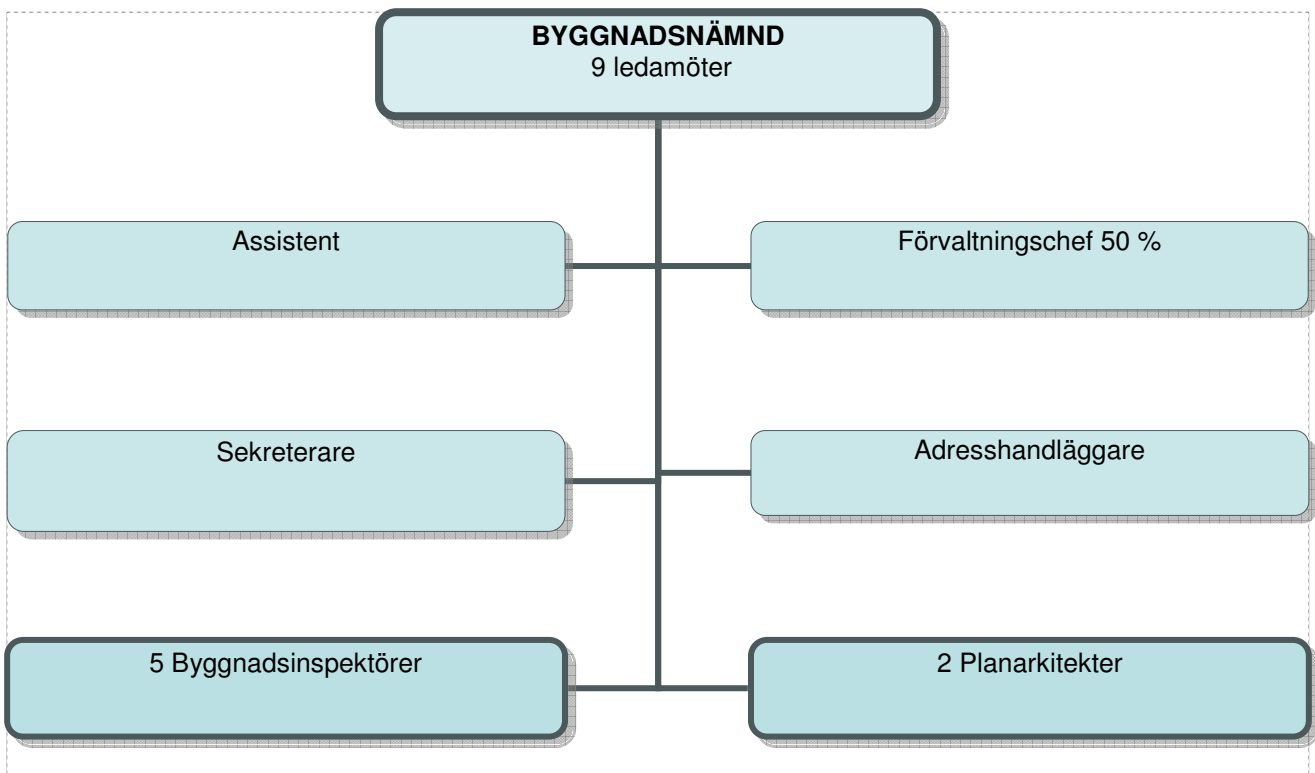 BYGGNADSNÄMND
9 ledamöter
Assistent
Förvaltningschef 50 %
Sekreterare
Adresshandläggare
5 Byggnadsinspektörer
2 Planarkitekter